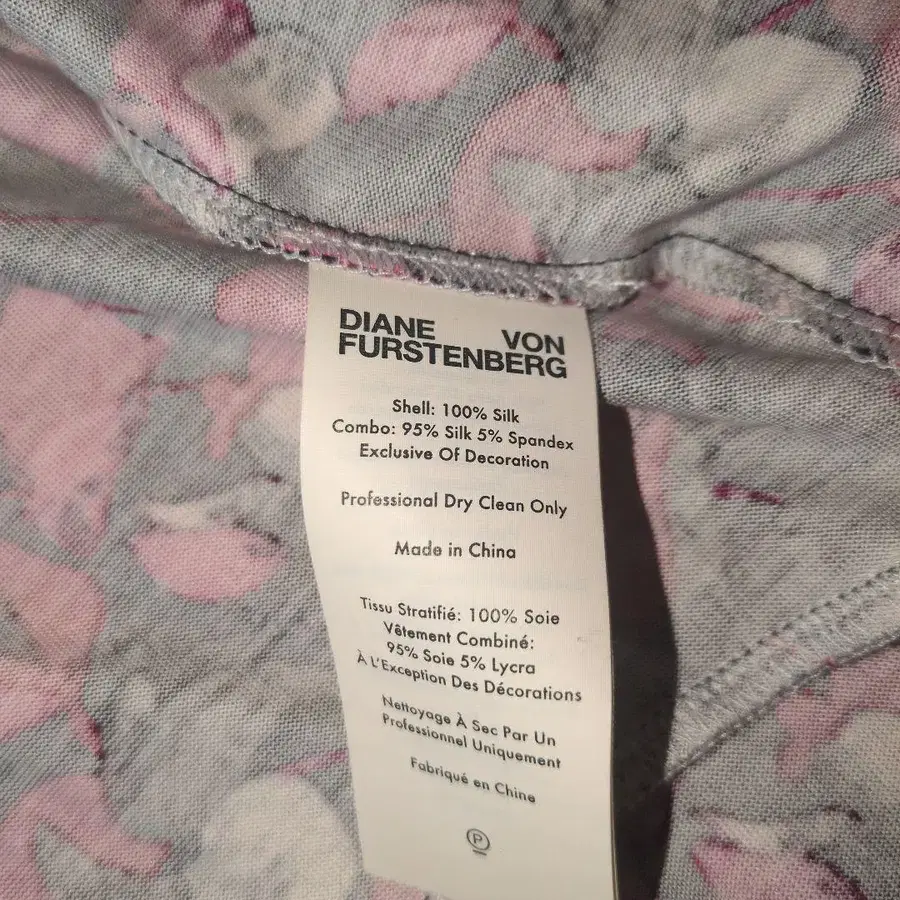 DIANE VON
FURSTENBERG
Shell: 100% Silk
Combo: 95% Silk 5% Spandex
Exclusive Of Decoration
Professional Dry Clean Only
Made in China
Tissu Stratifié: 100% Soie
Vêtement Combiné:
95% Soie 5% Lycra
À L'Exception Des Décorations
Nettoyage À Sec Par Un
Professionnel Uniquement
Fabriqué en Chine
P